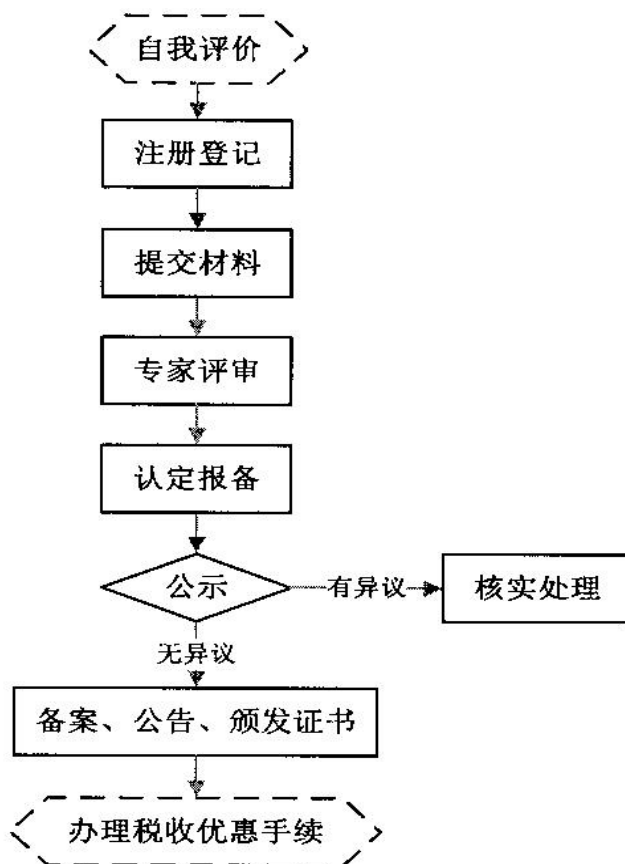 自我评价
注册登记
提交材料
专家评审
认定报备
公示
有异议
核实处理
无异议
备案、公告、颁发证书
办理税收优惠手续